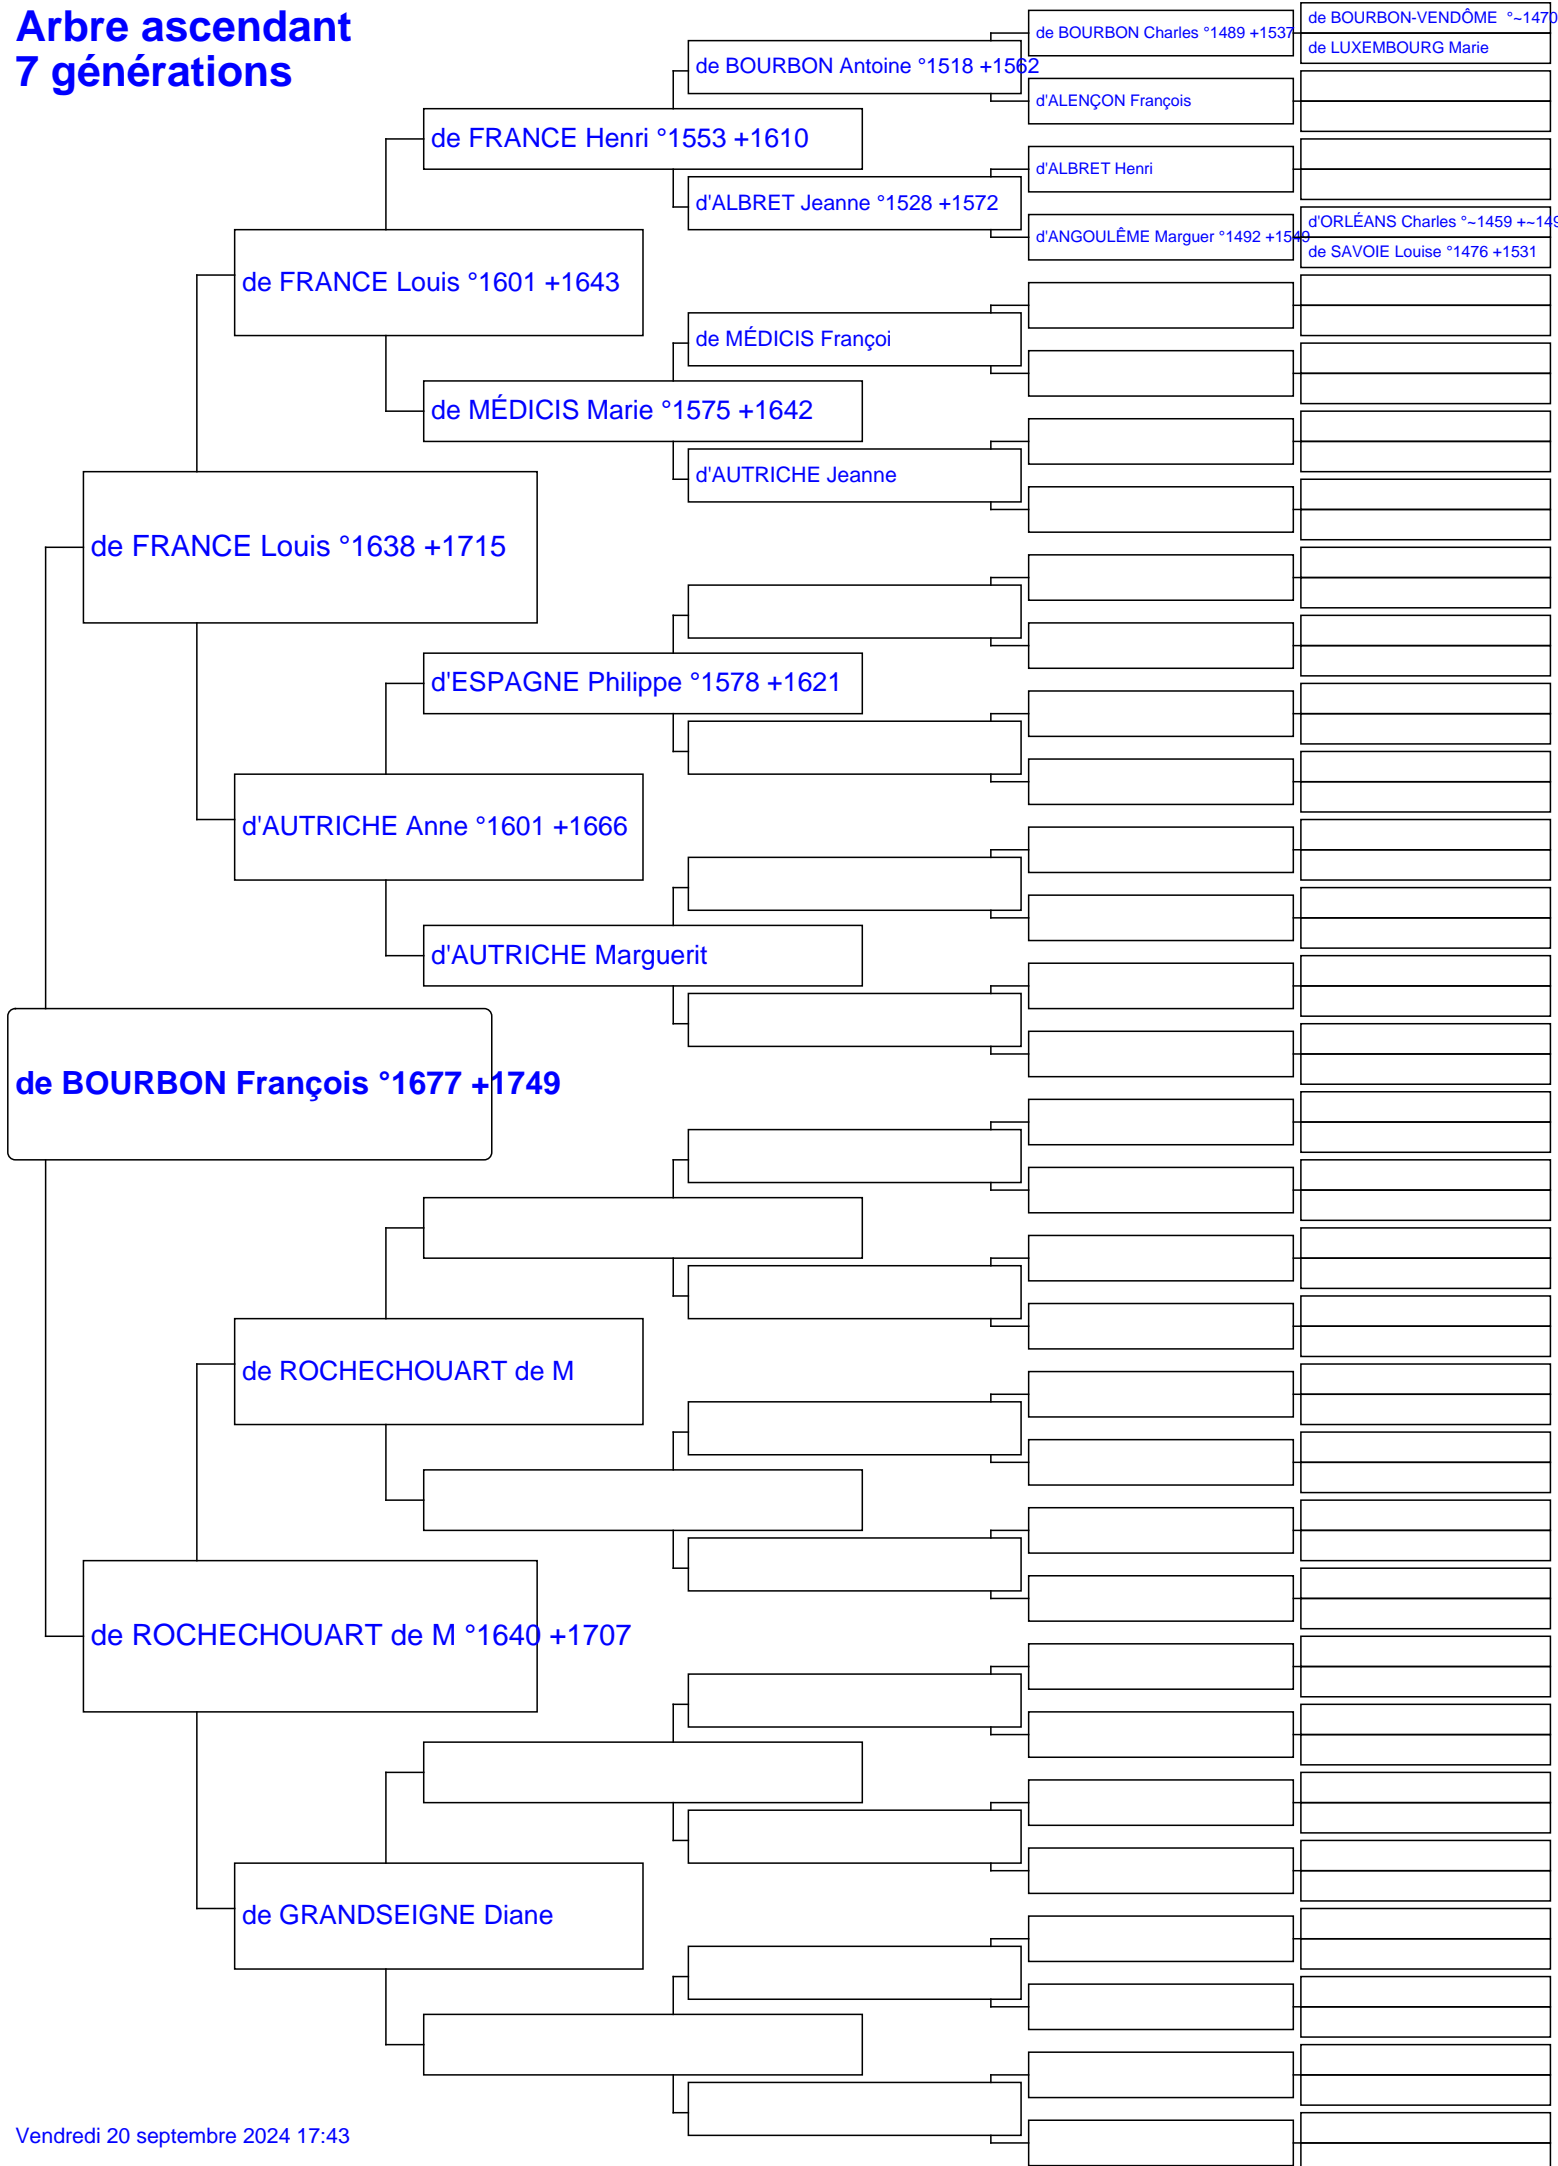 Arbre ascendant
7 générations
de BOURBON-VENDÔME °~1470
de BOURBON Charles °1489 +1537
de LUXEMBOURG Marie
de BOURBON Antoine °1518 +1562
d'ALENÇON François
de FRANCE Henri °1553 +1610
d'ALBRET Henri
d'ALBRET Jeanne °1528 +1572
d'ORLÉANS Charles °~1459 +~149
d'ANGOULÊME Marguer °1492 +1549
de SAVOIE Louise °1476 +1531
de FRANCE Louis °1601 +1643
de MÉDICIS Françoi
de MÉDICIS Marie °1575 +1642
d'AUTRICHE Jeanne
de FRANCE Louis °1638 +1715
d'ESPAGNE Philippe °1578 +1621
d'AUTRICHE Anne °1601 +1666
d'AUTRICHE Marguerit
de BOURBON François °1677 +1749
de ROCHECHOUART de M
de ROCHECHOUART de M °1640 +1707
de GRANDSEIGNE Diane
Vendredi 20 septembre 2024 17:43